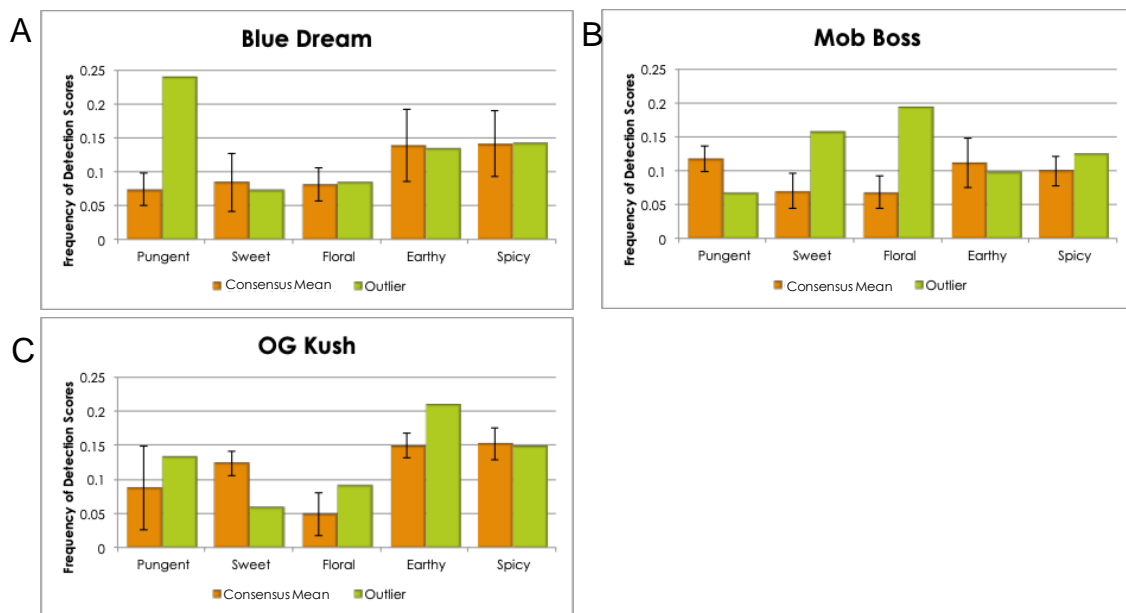 A
Blue Dream
Frequency of Detection Scores
0.25
0.2
0.15
0.1
0.05
0
Pungent Sweet Floral Earthy Spicy
Consensus Mean Outlier
B
Mob Boss
Frequency of Detection Scores
0.25
0.2
0.15
0.1
0.05
0
Pungent Sweet Floral Earthy Spicy
Consensus Mean Outlier
C
OG Kush
Frequency of Detection Scores
0.25
0.2
0.15
0.1
0.05
0
Pungent Sweet Floral Earthy Spicy
Consensus Mean Outlier